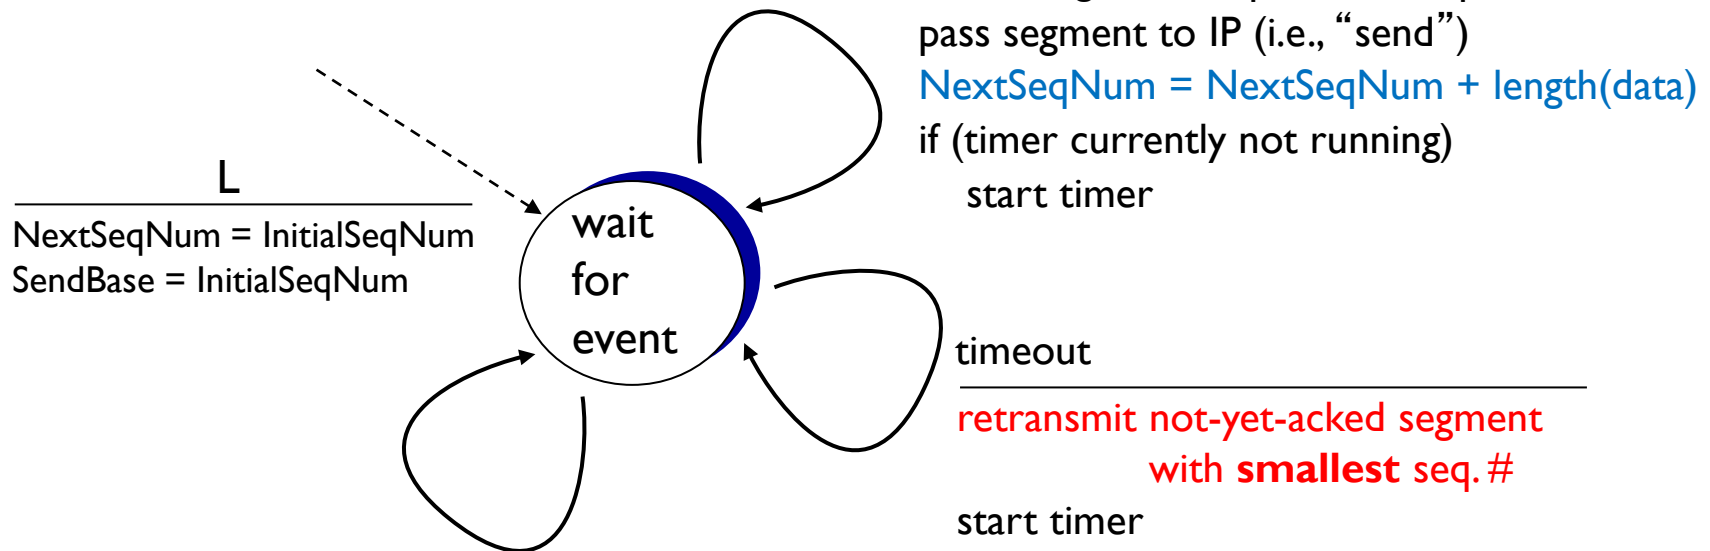 pass segment to IP (i.e., “send”)
NextSeqNum = NextSeqNum + length(data)
if (timer currently not running)
start timer
L
NextSeqNum = InitialSeqNum
SendBase = InitialSeqNum
wait
for
event
timeout
retransmit not-yet-acked segment
with smallest seq. #
start timer